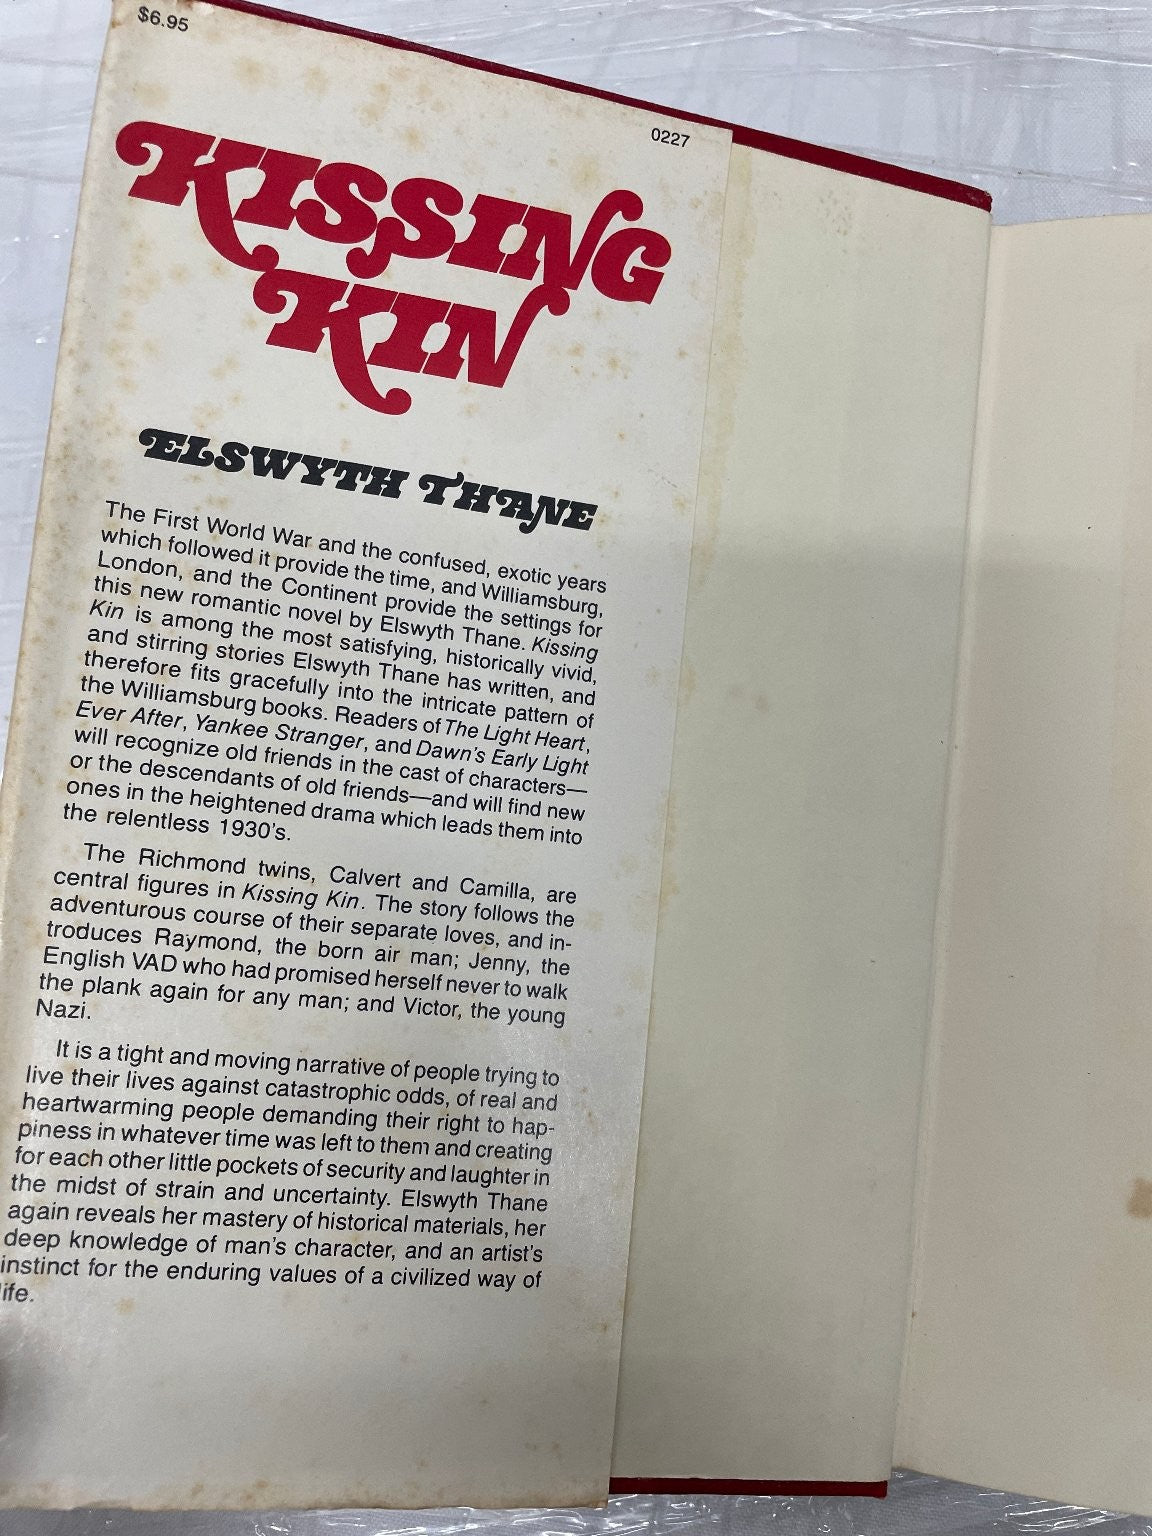 $6.95
0227
KISSING
KIN
ELSWYTH THANE
The First World War and the confused, exotic years
which followed it provide the time, and Williamsburg,
London, and the Continent provide the settings for
this new romantic novel by Elswyth Thane. Kissing
Kin is among the most satisfying, historically vivid,
and stirring stories Elswyth Thane has written, and
therefore fits gracefully into the intricate pattern of
the Williamsburg books. Readers of The Light Heart,
Ever After, Yankee Stranger, and Dawn's Early Light
will recognize old friends in the cast of characters—
or the descendants of old friends—and will find new
ones in the heightened drama which leads them into
the relentless 1930's.
The Richmond twins, Calvert and Camilla, are
central figures in Kissing Kin. The story follows the
adventurous course of their separate loves, and in-
troduces Raymond, the born air man; Jenny, the
English VAD who had promised herself never to walk
the plank again for any man; and Victor, the young
Nazi.
It is a tight and moving narrative of people trying to
live their lives against catastrophic odds, of real and
heartwarming people demanding their right to hap-
piness in whatever time was left to them and creating
for each other little pockets of security and laughter in
the midst of strain and uncertainty. Elswyth Thane
again reveals her mastery of historical materials, her
deep knowledge of man's character, and an artist's
instinct for the enduring values of a civilized way of
life.